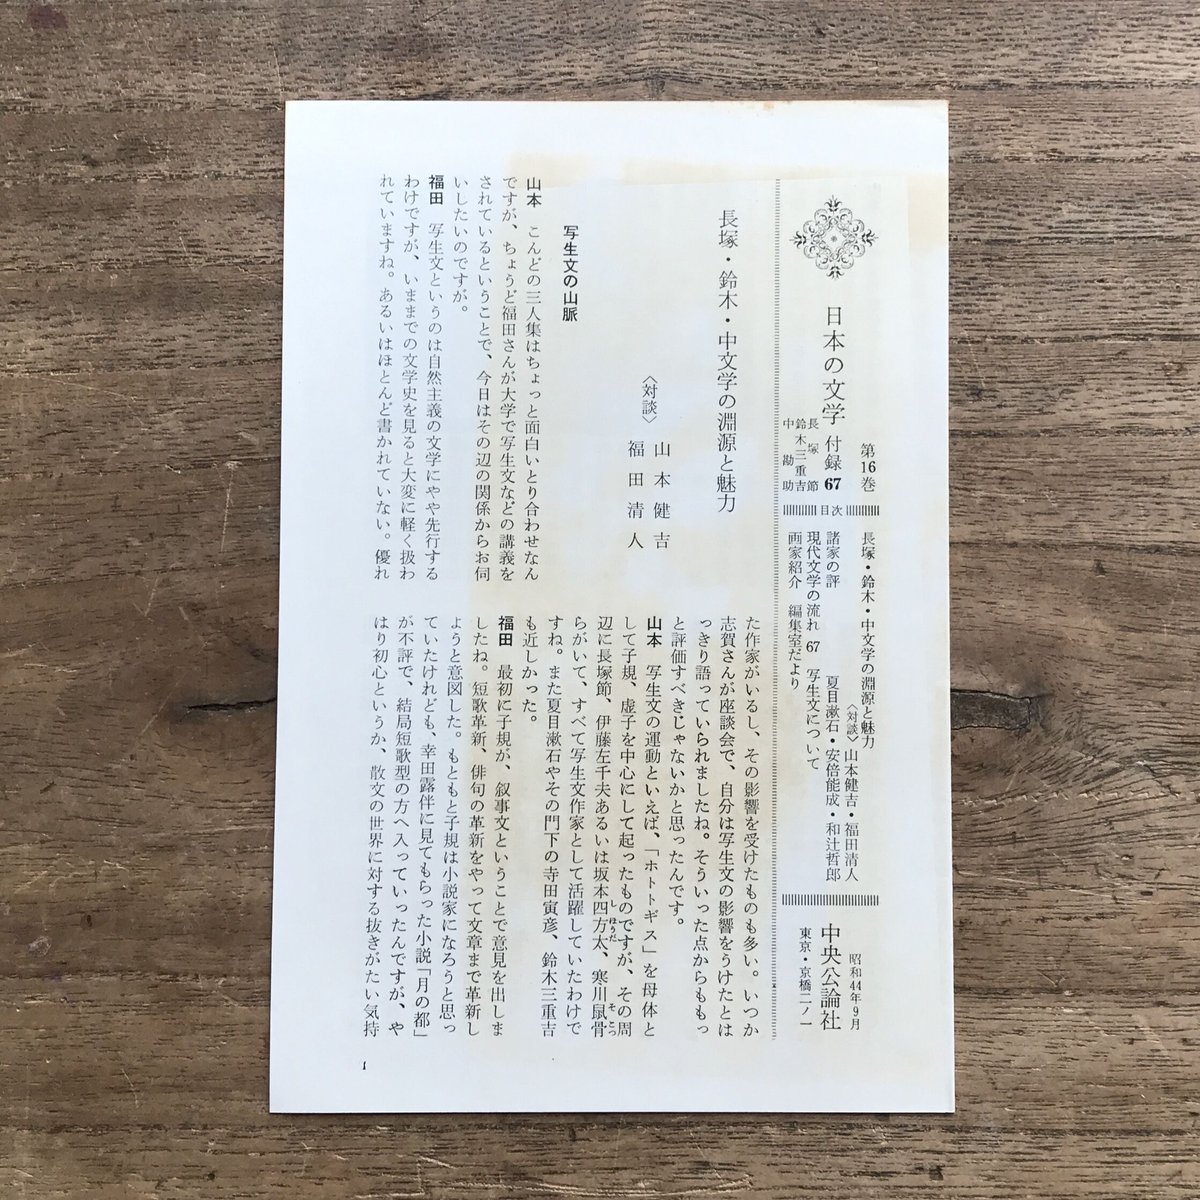 日本の文学 付録67
第16巻
長塚節
鈴木三重吉
中勘助
目次
長塚・鈴木・中文学の淵源と魅力
〈対談〉山本健吉・福田清人
諸家の評 夏目漱石・安倍能成・和辻哲郎
現代文学の流れ 67 写生文について
画家紹介 編集室だより
昭和44年9月
中央公論社
東京・京橋二ノ一
長塚・鈴木・中文学の淵源と魅力
〈対談〉
山本健吉
福田清人
写生文の山脈
山本 こんどの三人集はちょっと面白いとり合わせなん
ですが、ちょうど福田さんが大学で写生文などの講義を
されているということで、今日はその辺の関係からお伺
いしたいのですが。
福田 写生文というのは自然主義の文学にやや先行する
わけですが、いままでの文学史を見ると大変に軽く扱わ
れていますね。あるいはほとんど書かれていない。優れ
た作家がいるし、その影響を受けたものも多い。いつか
志賀さんが座談会で、自分は写生文の影響をうけたとは
っきり語っていられましたね。そういった点からももっ
と評価すべきじゃないかと思ったんです。
山本 写生文の運動といえば、「ホトトギス」を母体と
して子規、虚子を中心にして起ったものですが、その周
辺に長塚節、伊藤左千夫あるいは坂本四方太、寒川鼠骨
しほうだ そこつ
らがいて、すべて写生文作家として活躍していたわけで
すね。また夏目漱石やその門下の寺田寅彦、鈴木三重吉
も近しかった。
福田 最初に子規が、叙事文ということで意見を出しま
したね。短歌革新、俳句の革新をやって文章まで革新し
ようと意図した。もともと子規は小説家になろうと思っ
ていたけれども、幸田露伴に見てもらった小説「月の都」
が不評で、結局短歌型の方へ入っていったんですが、や
はり初心というか、散文の世界に対する抜きがたい気持
1